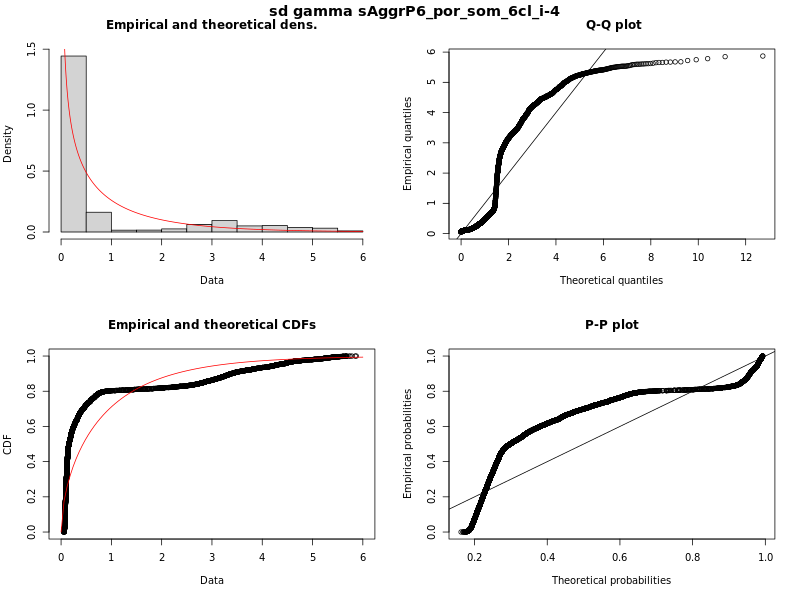 sd gamma sAggrP6_por_som_6cl_i-4
Empirical and theoretical dens.
Density
0.0 0.5 1.0 1.5
0 1 2 3 4 5 6
Data
Q-Q plot
Empirical quantiles
0 1 2 3 4 5 6
0 2 4 6 8 10 12
Theoretical quantiles
Empirical and theoretical CDFs
CDF
0.0 0.2 0.4 0.6 0.8 1.0
0 1 2 3 4 5 6
Data
P-P plot
Empirical probabilities
0.0 0.2 0.4 0.6 0.8 1.0
0.2 0.4 0.6 0.8 1.0
Theoretical probabilities